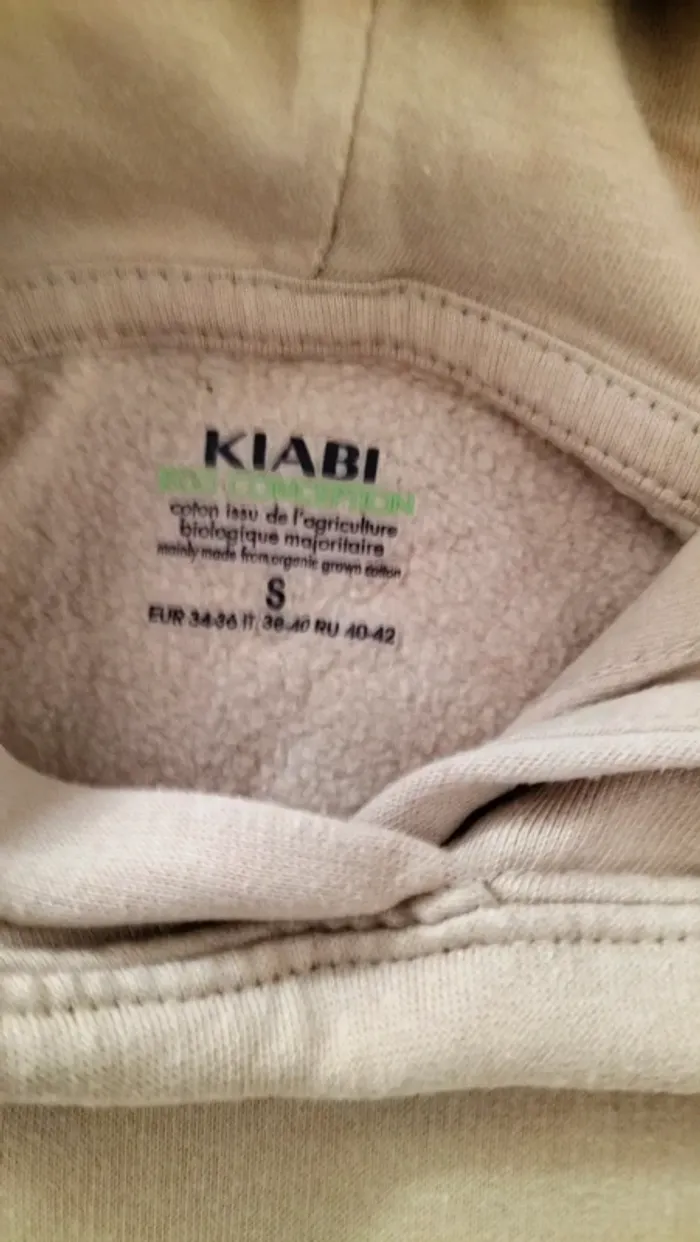 KIABI
ECO CONCEPTION
coton issu de l'agriculture
biologique majoritaire
mainly made from organic grown cotton
S
EUR 34-36 IT 38-40 RU 40-42